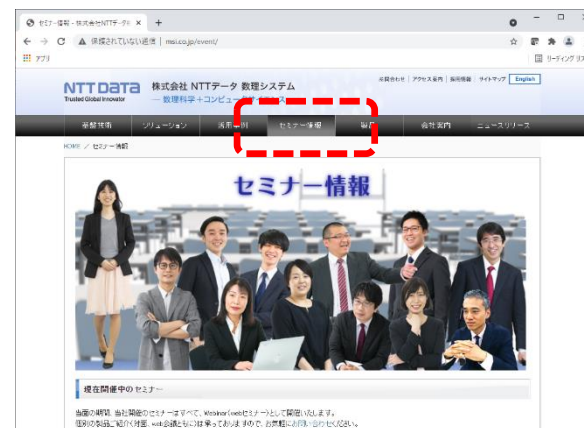 セミナー情報 - 株式会社NTTデータ
保護されていない通信 | msi.co.jp/event/
アプリ
リーディング リス
お問合わせ | アクセス案内 | 採用情報 | サイトマップ English
NTT DATA 株式会社 NTTデータ 数理システム
Trusted Global Innovator ― 数理科学＋コンピュータサイエンス
基盤技術 ソリューション 活用事例 セミナー情報 製品 会社案内 ニュースリリース
HOME / セミナー情報
セミナー情報
現在開催中のセミナー
当面の期間、当社開催のセミナーはすべて、Webinar（webセミナー）として開催いたします。
個別の製品ご紹介（対面、web会議ともに）は承っておりますので、お気軽にお問い合わせください。